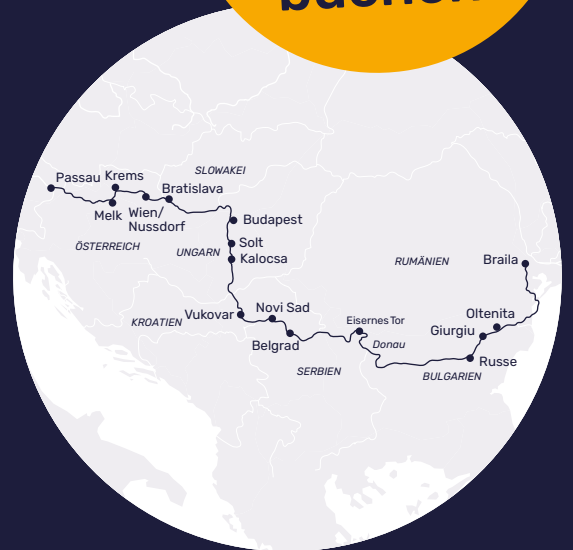 buchen
SLOWAKEI
Passau
Krems
Bratislava
Melk
Wien/
Nussdorf
Budapest
ÖSTERREICH
UNGARN
Solt
Kalocsa
RUMÄNIEN
Braila
KROATIEN
Vukovar
Novi Sad
Eisernes Tor
Oltenita
Giurgiu
Belgrad
Donau
SERBIEN
Russe
BULGARIEN